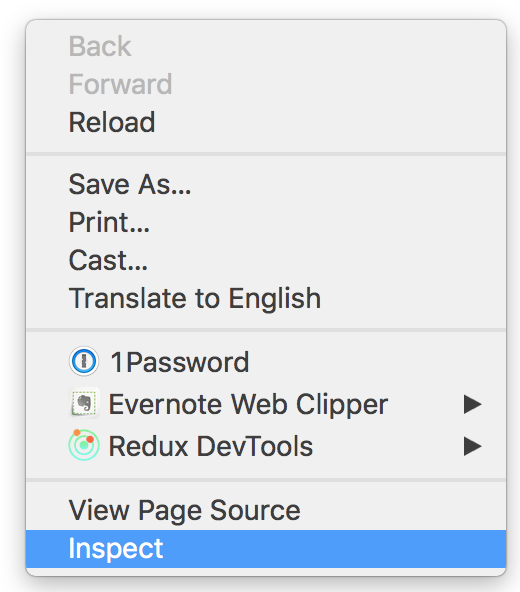 Back
Forward
Reload
Save As...
Print...
Cast...
Translate to English
1Password
Evernote Web Clipper
Redux DevTools
View Page Source
Inspect